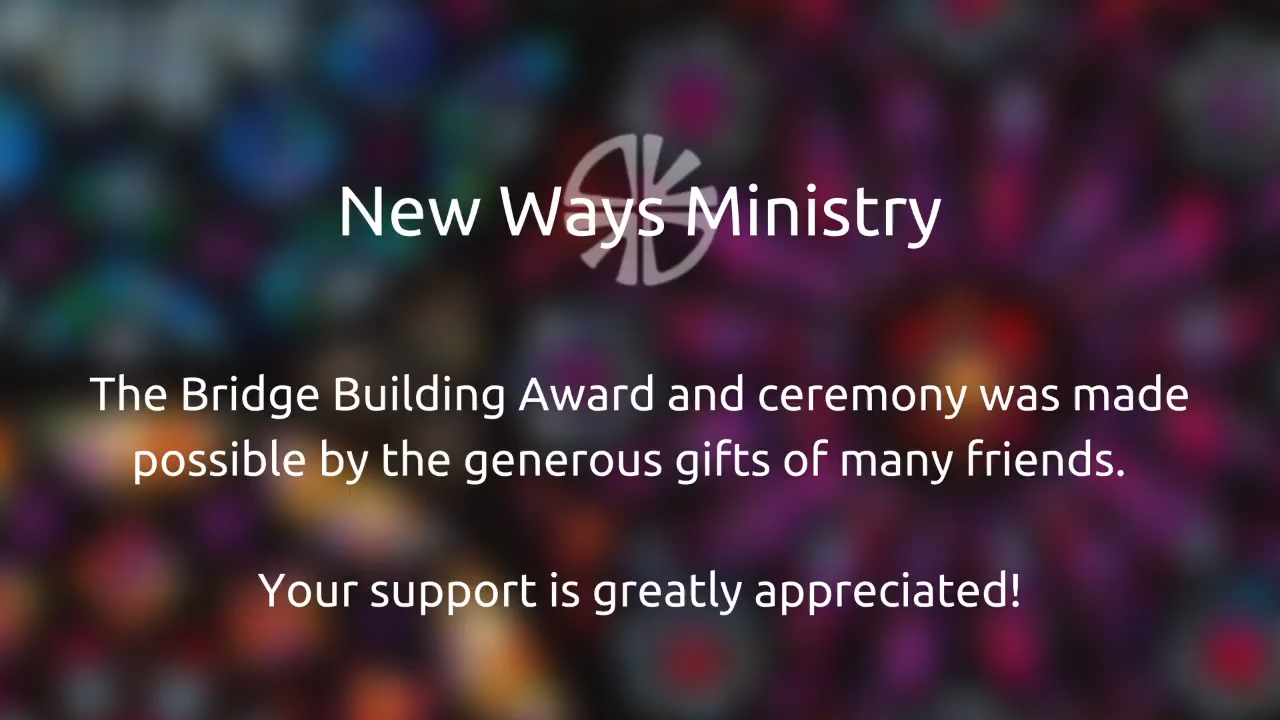 New Ways Ministry
The Bridge Building Award and ceremony was made
possible by the generous gifts of many friends.
Your support is greatly appreciated!